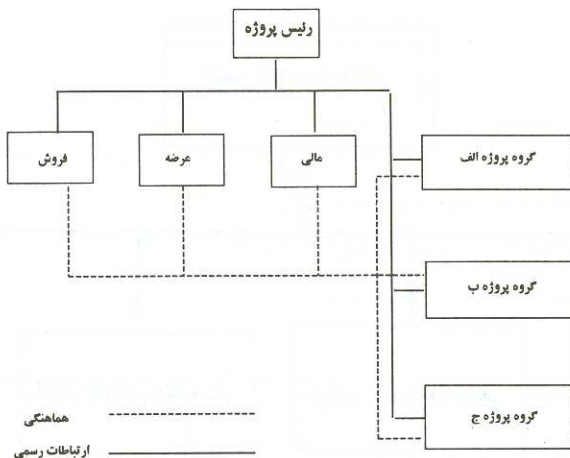 رئیس پروژه
مالی
عرضه
فروش
گروه پروژه الف
گروه پروژه ب
گروه پروژه ج
هماهنگی
ارتباطات رسمی